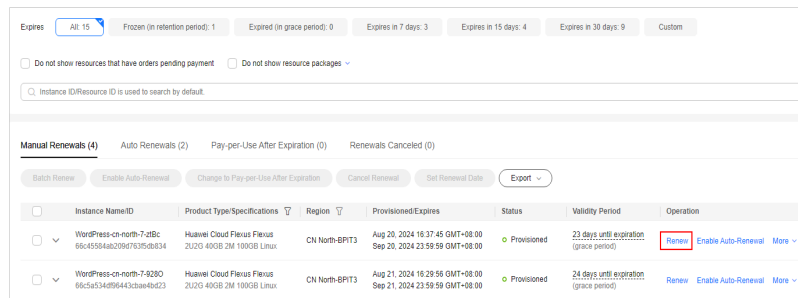 Expires All: 15 Frozen (in retention period): 1 Expired (in grace period): 0 Expires in 7 days: 3 Expires in 15 days: 4 Expires in 30 days: 9 Custom
Do not show resources that have orders pending payment Do not show resource packages
Instance ID/Resource ID is used to search by default.
Manual Renewals (4) Auto Renewals (2) Pay-per-Use After Expiration (0) Renewals Canceled (0)
Batch Renew Enable Auto-Renewal Change to Pay-per-Use After Expiration Cancel Renewal Set Renewal Date Export
Instance Name/ID Product Type/Specifications Region Provisioned/Expires Status Validity Period Operation
WordPress-cn-north-7-ztBc Huawei Cloud Flexus Flexus CN North-BPIT3 Aug 20, 2024 16:37:45 GMT+08:00 Provisioned 23 days until expiration Renew Enable Auto-Renewal More
66c45584ab209d763f5db834 2U2G 40GB 2M 100GB Linux Sep 20, 2024 23:59:59 GMT+08:00 (grace period)
WordPress-cn-north-7-928O Huawei Cloud Flexus Flexus CN North-BPIT3 Aug 21, 2024 16:29:56 GMT+08:00 Provisioned 24 days until expiration Renew Enable Auto-Renewal More
66c5a534df96443cbae4bd23 2U2G 40GB 2M 100GB Linux Sep 21, 2024 23:59:59 GMT+08:00 (grace period)